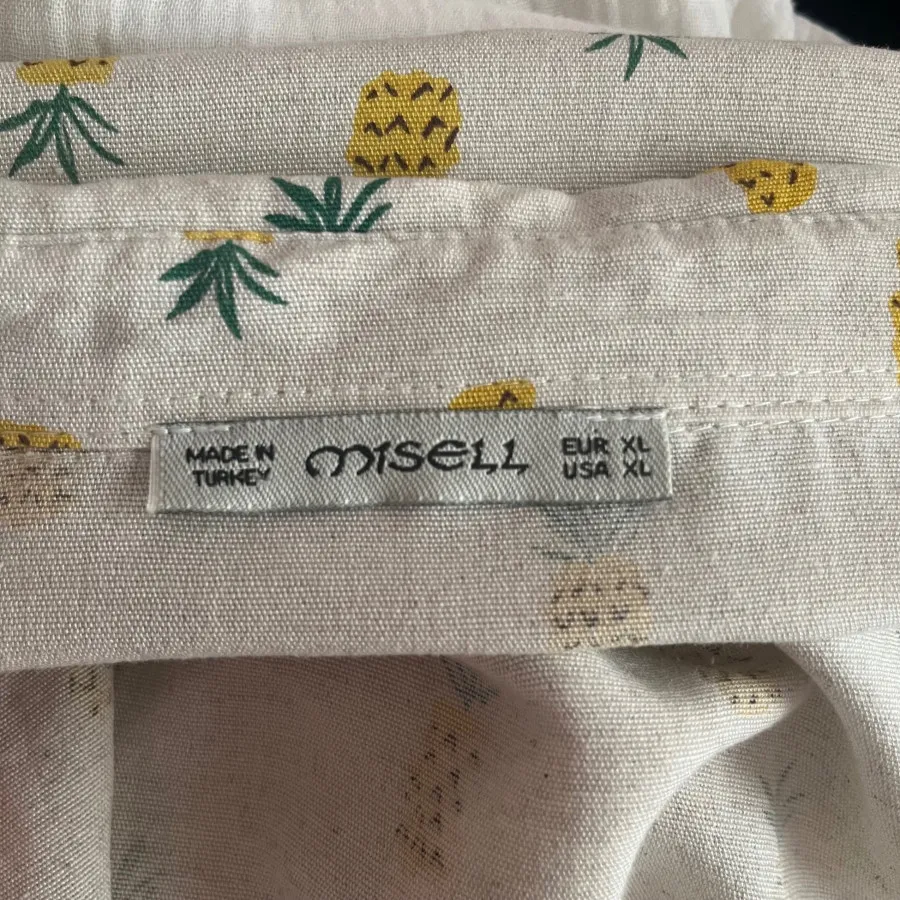 MADE IN
TURKEY
MISELL
EUR XL
USA XL